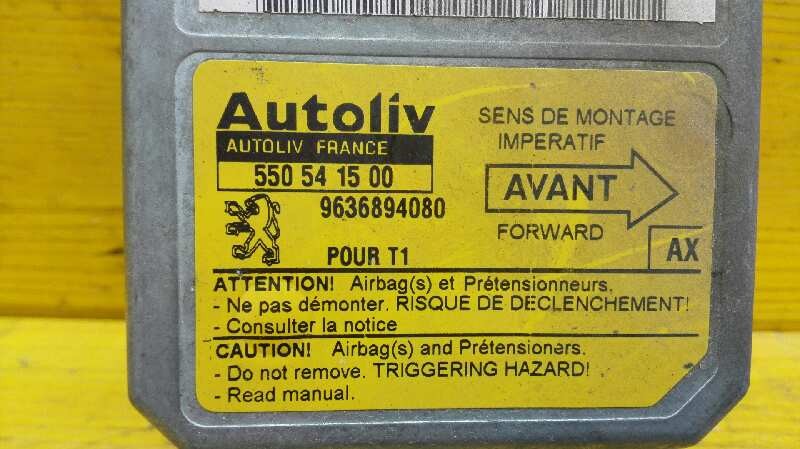 Autoliv
AUTOLIV FRANCE
550 54 15 00
9636894080
POUR T1
SENS DE MONTAGE
IMPERATIF
AVANT
FORWARD
AX
ATTENTION! Airbag(s) et Prétensionneurs.
- Ne pas démonter. RISQUE DE DECLENCHEMENT!
- Consulter la notice
CAUTION! Airbag(s) and Prétensioners.
- Do not remove. TRIGGERING HAZARD!
- Read manual.